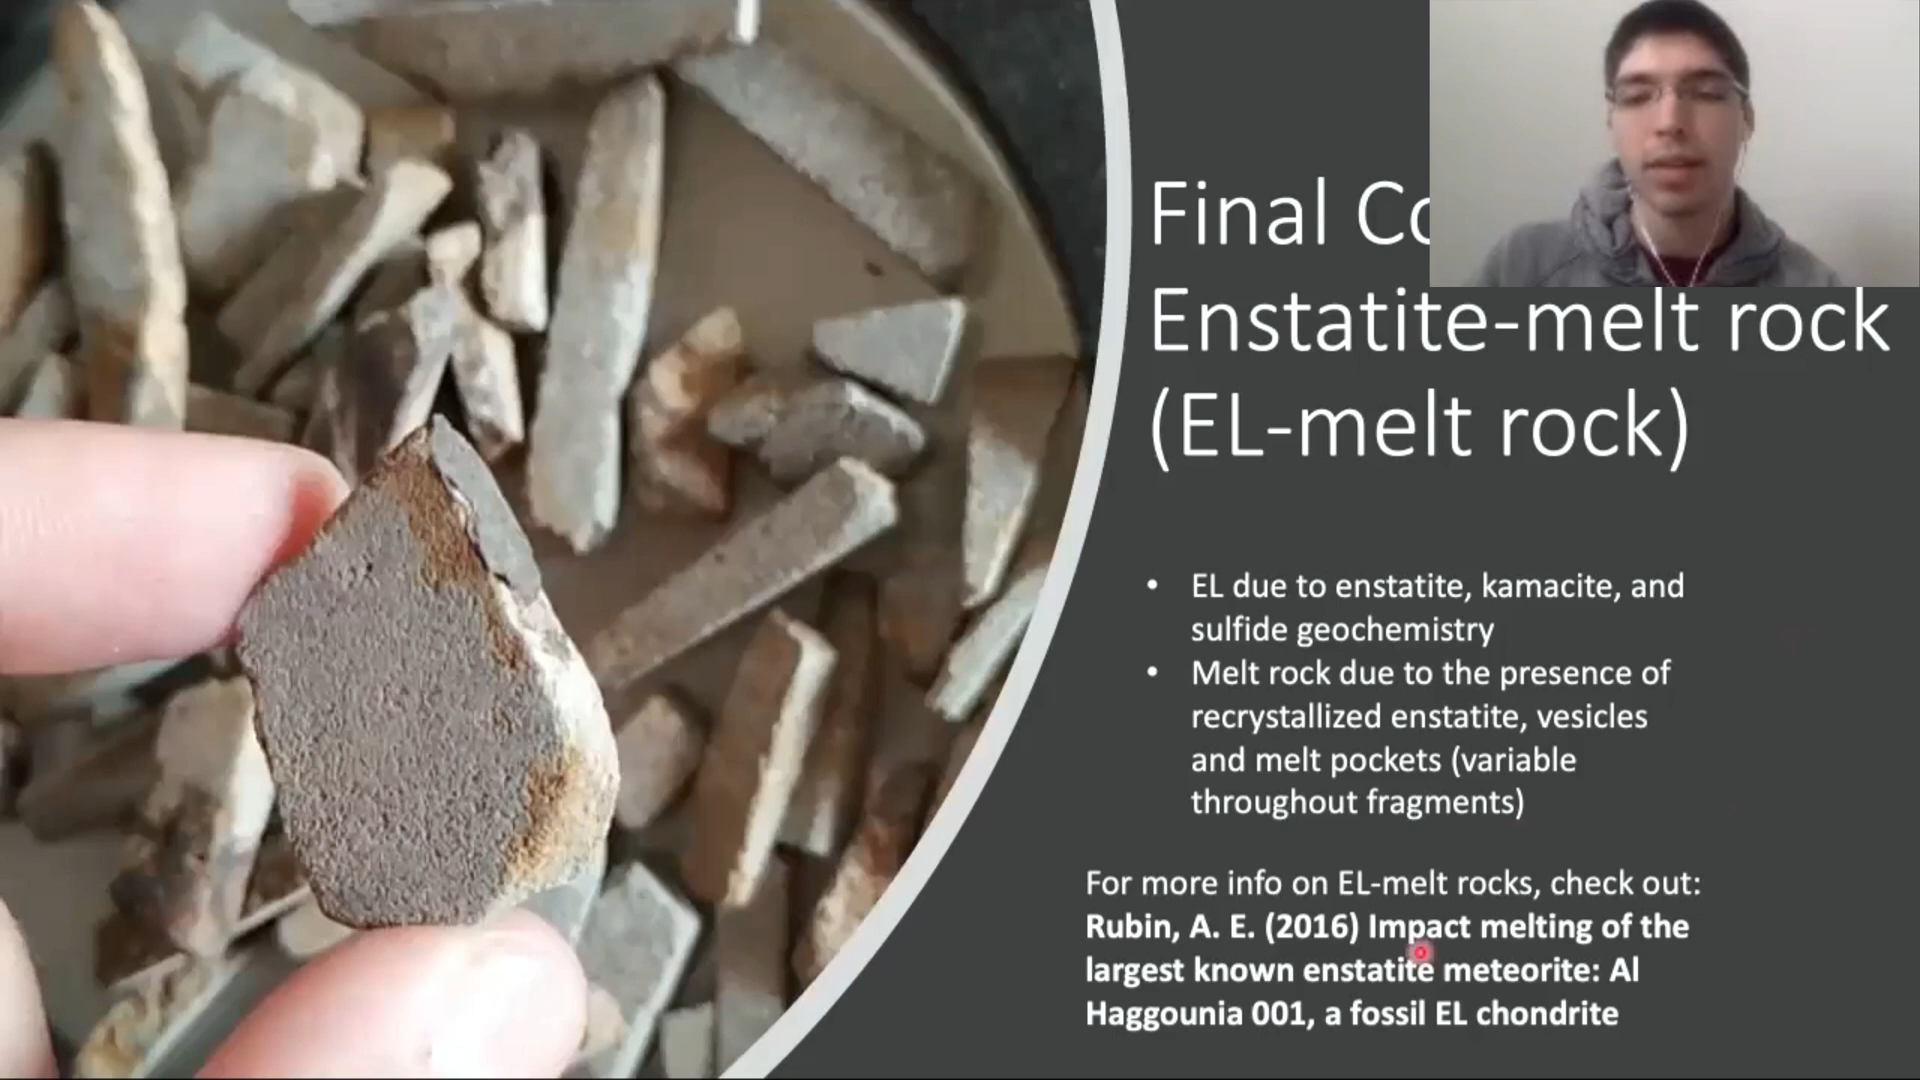 Final Co
Enstatite-melt rock
(EL-melt rock)
• EL due to enstatite, kamacite, and
sulfide geochemistry
• Melt rock due to the presence of
recrystallized enstatite, vesicles
and melt pockets (variable
throughout fragments)
For more info on EL-melt rocks, check out:
Rubin, A. E. (2016) Impact melting of the
largest known enstatite meteorite: Al
Haggounia 001, a fossil EL chondrite